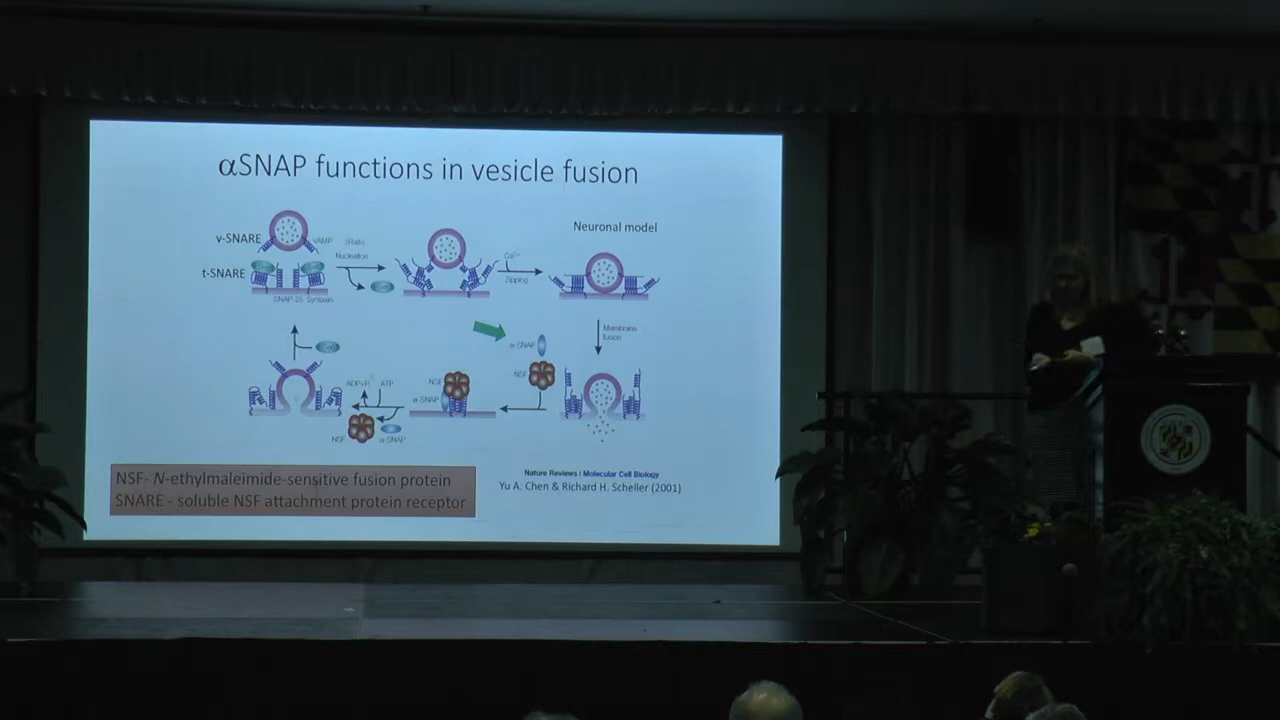 αSNAP functions in vesicle fusion
Neuronal model
v-SNARE
VAMP
t-SNARE
Nucleation
Ca²⁺
Zipping
SNAP-25 Syntaxin
Membrane
fusion
α SNAP
NSF
ADP+Pi ATP
NSF
α-SNAP
NSF
α-SNAP
NSF- N-ethylmaleimide-sensitive fusion protein
SNARE - soluble NSF attachment protein receptor
Nature Reviews | Molecular Cell Biology
Yu A. Chen & Richard H. Scheller (2001)